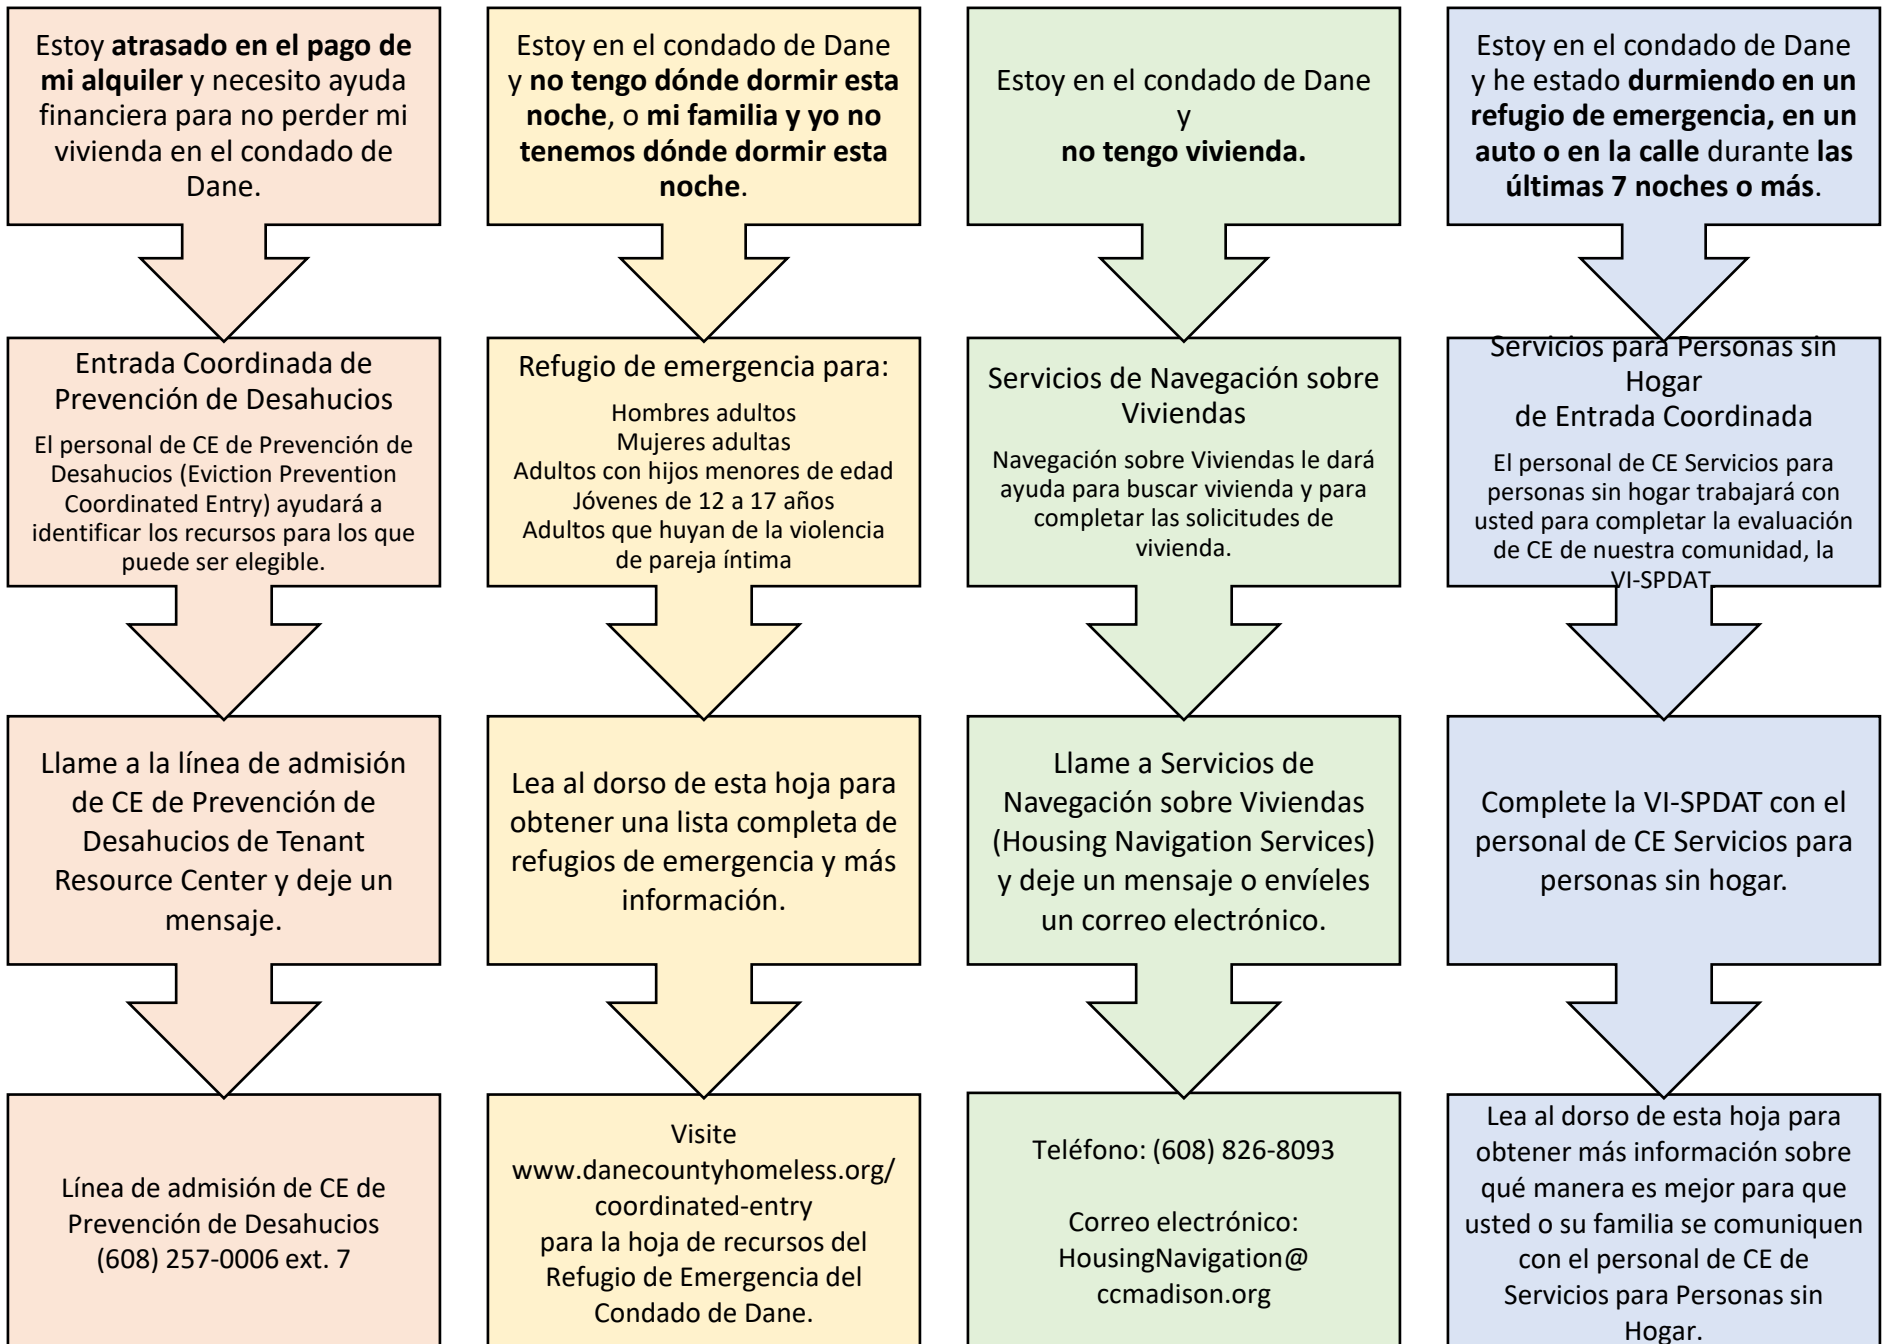 Estoy atrasado en el pago de
mi alquiler y necesito ayuda
financiera para no perder mi
vivienda en el condado de
Dane.
Entrada Coordinada de
Prevención de Desahucios
El personal de CE de Prevención de
Desahucios (Eviction Prevention
Coordinated Entry) ayudará a
identificar los recursos para los que
puede ser elegible.
Llame a la línea de admisión
de CE de Prevención de
Desahucios de Tenant
Resource Center y deje un
mensaje.
Línea de admisión de CE de
Prevención de Desahucios
(608) 257-0006 ext. 7
Estoy en el condado de Dane
y no tengo dónde dormir esta
noche, o mi familia y yo no
tenemos dónde dormir esta
noche.
Refugio de emergencia para:
Hombres adultos
Mujeres adultas
Adultos con hijos menores de edad
Jóvenes de 12 a 17 años
Adultos que huyan de la violencia
de pareja íntima
Lea al dorso de esta hoja para
obtener una lista completa de
refugios de emergencia y más
información.
Visite
www.danecountyhomeless.org/
coordinated-entry
para la hoja de recursos del
Refugio de Emergencia del
Condado de Dane.
Estoy en el condado de Dane
y
no tengo vivienda.
Servicios de Navegación sobre
Viviendas
Navegación sobre Viviendas le dará
ayuda para buscar vivienda y para
completar las solicitudes de
vivienda.
Llame a Servicios de
Navegación sobre Viviendas
(Housing Navigation Services)
y deje un mensaje o envíeles
un correo electrónico.
Teléfono: (608) 826-8093
Correo electrónico:
HousingNavigation@
ccmadison.org
Estoy en el condado de Dane
y he estado durmiendo en un
refugio de emergencia, en un
auto o en la calle durante las
últimas 7 noches o más.
Servicios para Personas sin
Hogar
de Entrada Coordinada
El personal de CE Servicios para
personas sin hogar trabajará con
usted para completar la evaluación
de CE de nuestra comunidad, la
VI-SPDAT.
Complete la VI-SPDAT con el
personal de CE Servicios para
personas sin hogar.
Lea al dorso de esta hoja para
obtener más información sobre
qué manera es mejor para que
usted o su familia se comuniquen
con el personal de CE de
Servicios para Personas sin
Hogar.